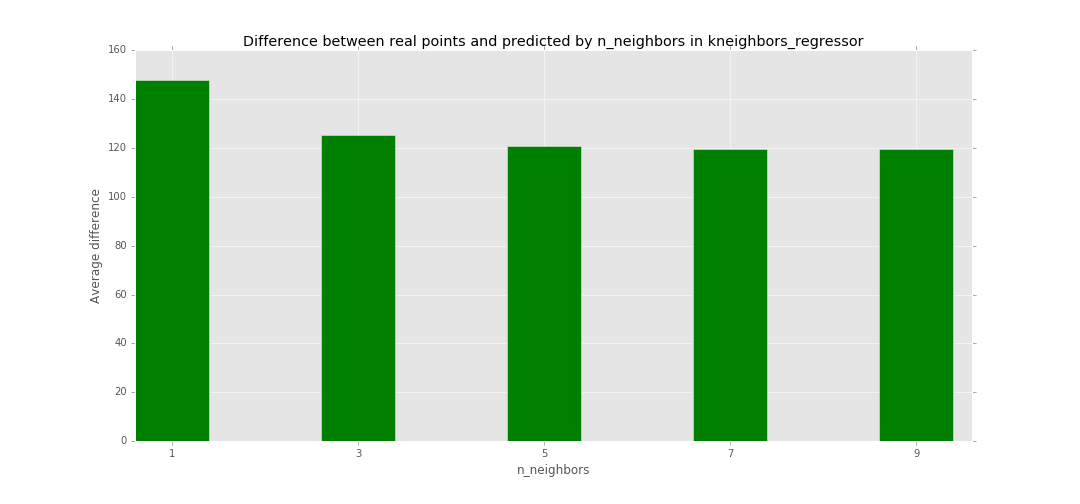 Difference between real points and predicted by n_neighbors in kneighbors_regressor
160
140
120
100
80
60
40
20
0
Average difference
1 3 5 7 9
n_neighbors